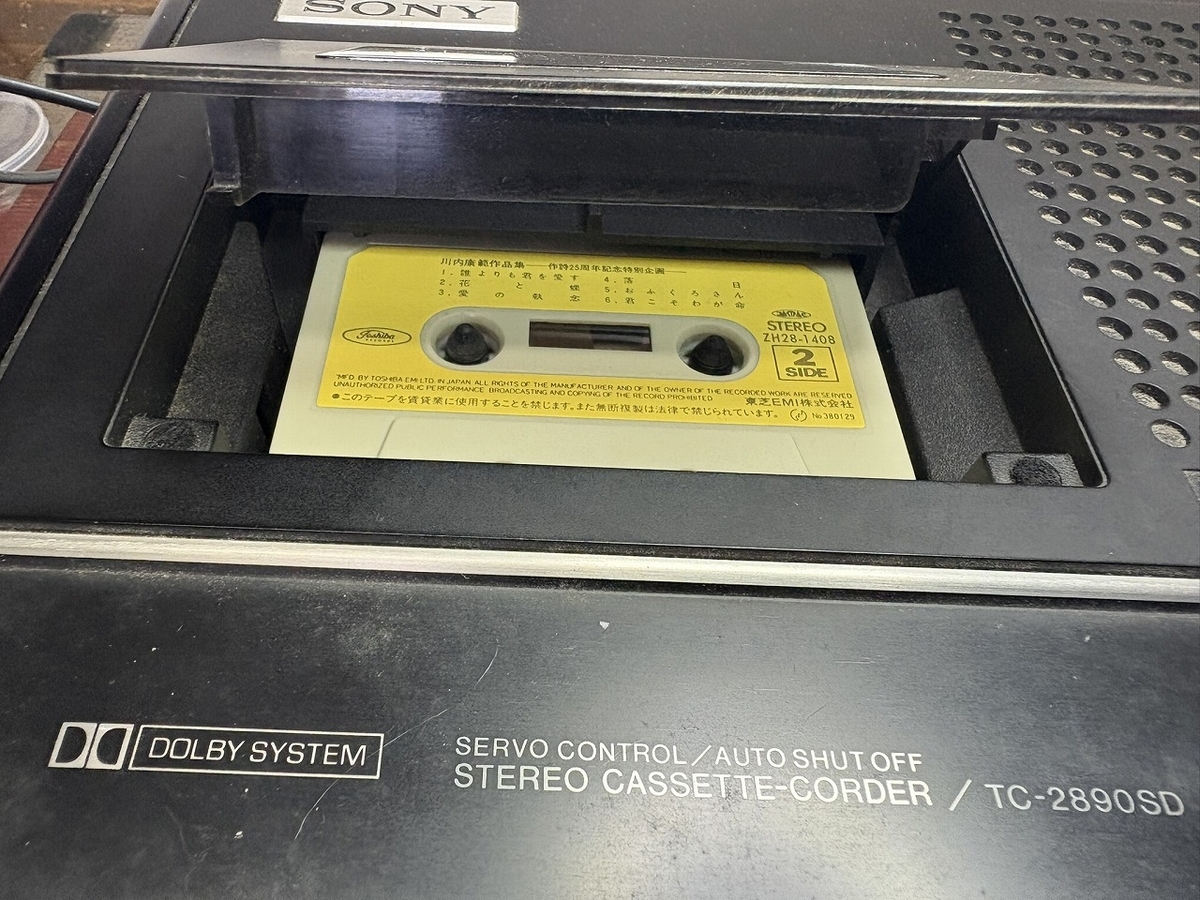 SONY
川内康範作品集——作詩25周年記念特別企画——
1. 誰よりも君を愛す 4. 落日
2. 花と蝶 5. おふくろさん
3. 愛の執念 6. 君こそわが命
Toshiba
RECORDS
STEREO
ZH28-1408
2
SIDE
"MFD. BY TOSHIBA EMI LTD. IN JAPAN. ALL RIGHTS OF THE MANUFACTURER AND OF THE OWNER OF THE RECORDED WORK ARE RESERVED
UNAUTHORIZED PUBLIC PERFORMANCE. BROADCASTING AND COPYING OF THE RECORD PROHIBITED
東芝EMI株式会社
●このテープを賃貸業に使用することを禁じます。また無断複製は法律で禁じられています。 No 380129
DOLBY SYSTEM
SERVO CONTROL/AUTO SHUT OFF
STEREO CASSETTE-CORDER / TC-2890SD